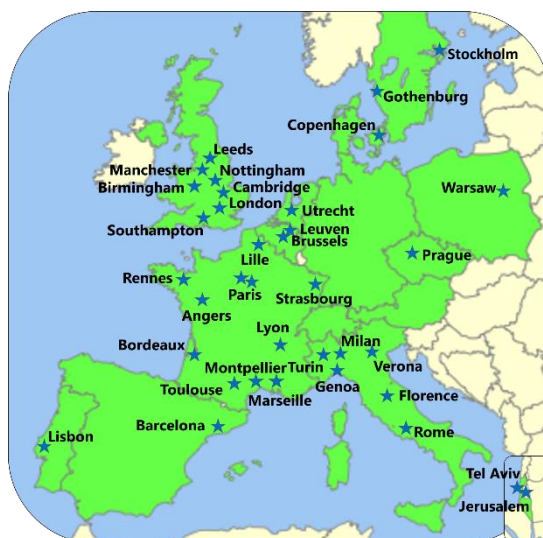 Stockholm
Gothenburg
Copenhagen
Leeds
Manchester
Nottingham
Birmingham
Cambridge
London
Southampton
Warsaw
Utrecht
Leuven
Brussels
Lille
Prague
Rennes
Paris
Strasbourg
Angers
Lyon
Milan
Bordeaux
Montpellier
Turin
Verona
Toulouse
Genoa
Marseille
Florence
Barcelona
Lisbon
Rome
Tel Aviv
Jerusalem